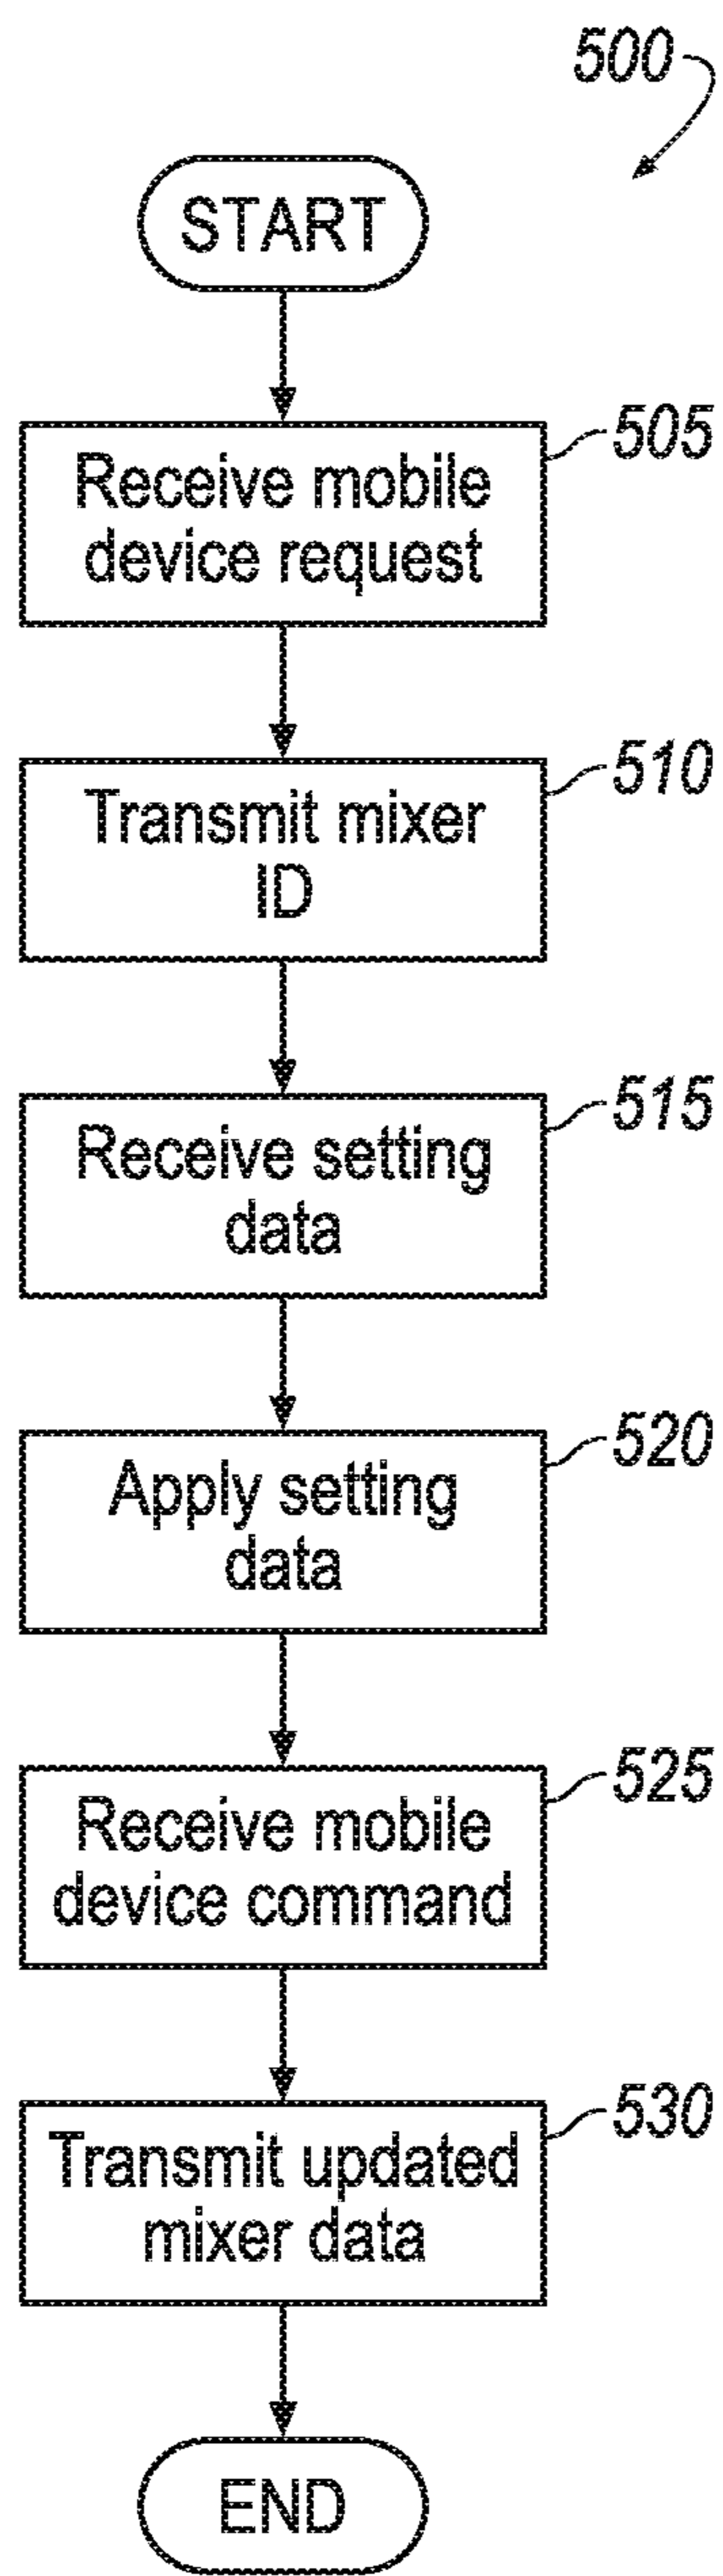 500
START
505
Receive mobile
device request
510
Transmit mixer
ID
515
Receive setting
data
520
Apply setting
data
525
Receive mobile
device command
530
Transmit updated
mixer data
END